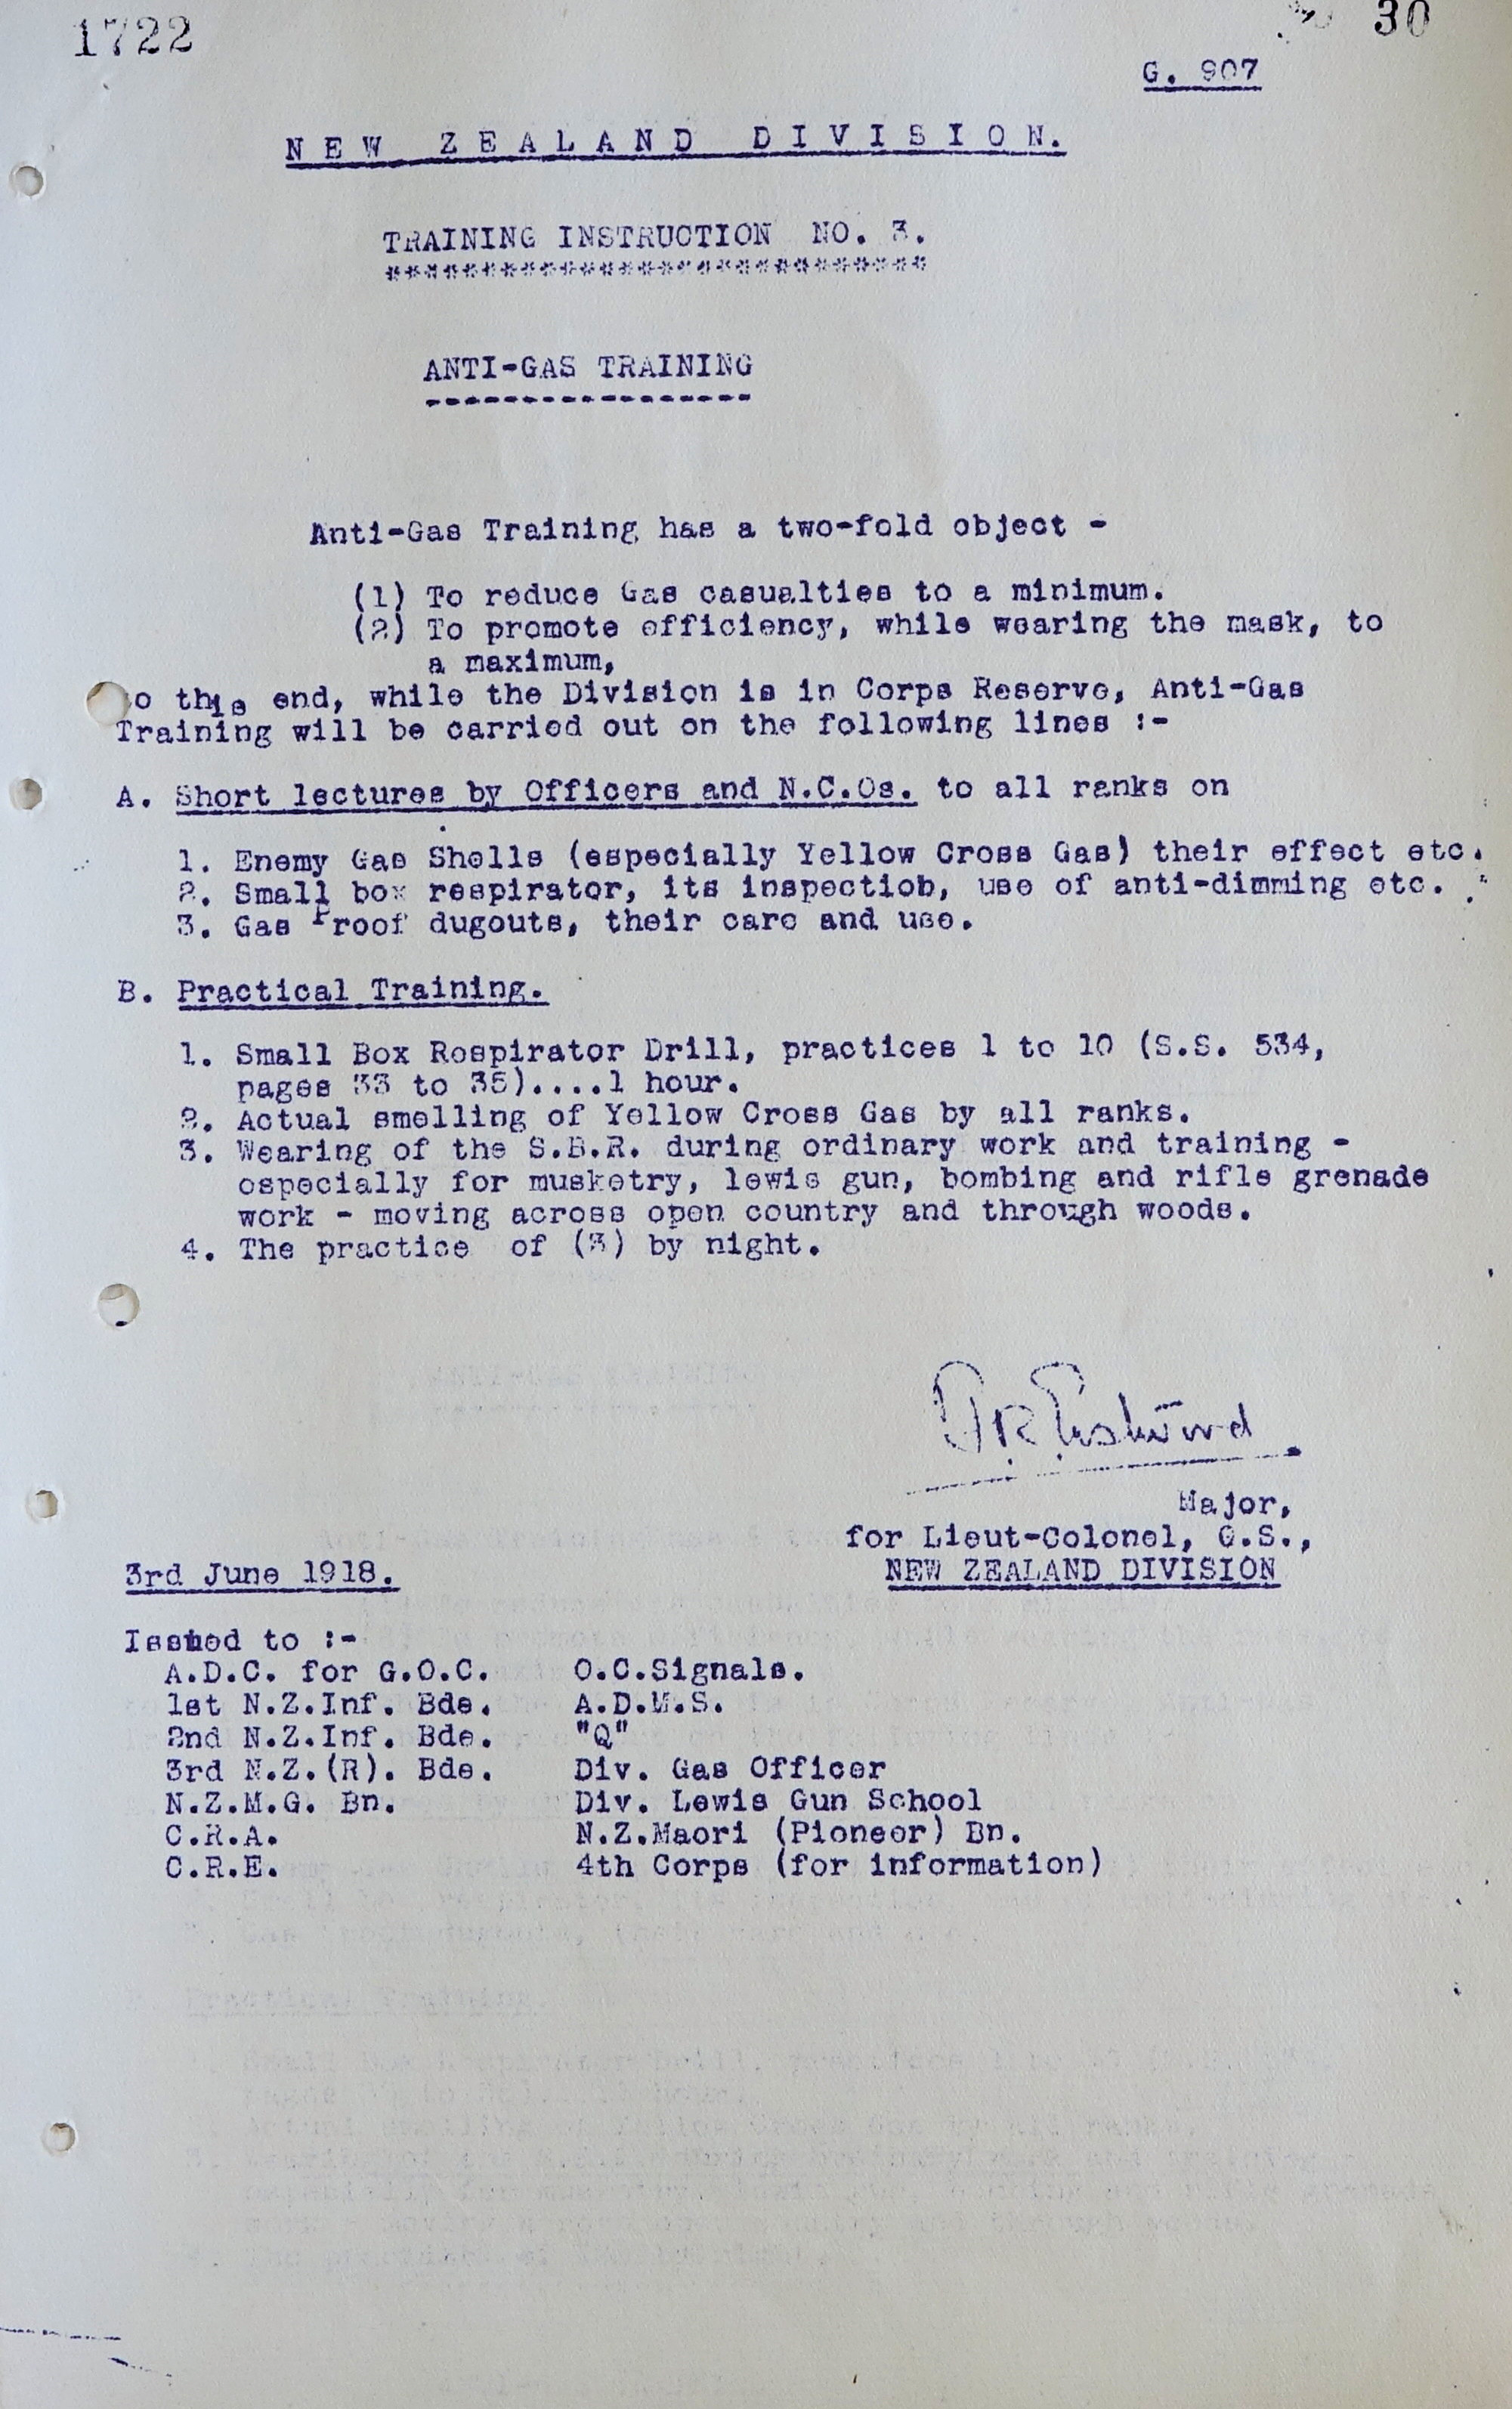 1722
30
G. 907
NEW ZEALAND DIVISION.
TRAINING INSTRUCTION NO. 3.
****************************
ANTI-GAS TRAINING
-----------------
Anti-Gas Training has a two-fold object -
(1) To reduce Gas casualties to a minimum.
(2) To promote efficiency, while wearing the mask, to
a maximum,
o this end, while the Division is in Corps Reserve, Anti-Gas
Training will be carried out on the following lines :-
A. Short lectures by Officers and N.C.Os. to all ranks on
1. Enemy Gas Shells (especially Yellow Cross Gas) their effect etc.
2. Small box respirator, its inspectiob, use of anti-dimming etc.
3. Gas Proof dugouts, their care and use.
B. Practical Training.
1. Small Box Respirator Drill, practices 1 to 10 (S.S. 534,
pages 33 to 35)....1 hour.
2. Actual smelling of Yellow Cross Gas by all ranks.
3. Wearing of the S.B.R. during ordinary work and training -
especially for musketry, lewis gun, bombing and rifle grenade
work - moving across open country and through woods.
4. The practice of (3) by night.
Major,
for Lieut-Colonel, G.S.,
3rd June 1918.
NEW ZEALAND DIVISION
Issued to :-
A.D.C. for G.O.C. O.C.Signals.
1st N.Z.Inf. Bde. A.D.M.S.
2nd N.Z.Inf. Bde. "Q"
3rd N.Z.(R). Bde. Div. Gas Officer
N.Z.M.G. Bn. Div. Lewis Gun School
C.R.A. N.Z.Maori (Pioneer) Bn.
C.R.E. 4th Corps (for information)